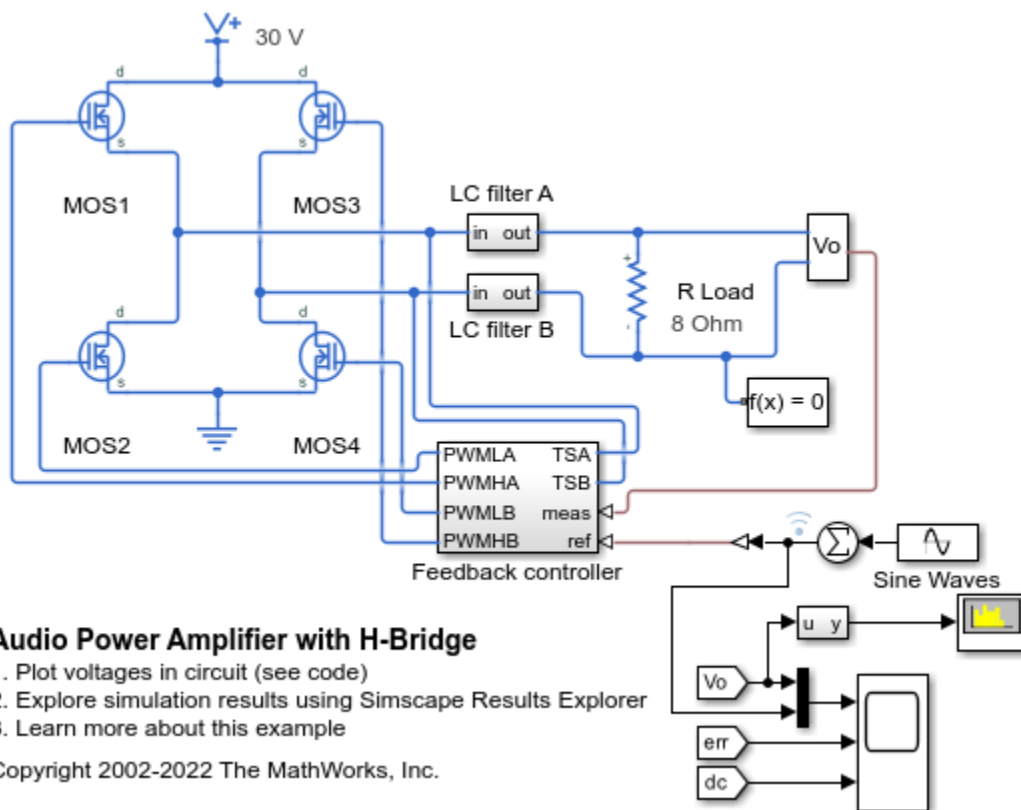 30 V
d
d
s
s
MOS1
MOS3
LC filter A
in out
Vo
+
in out
LC filter B
R Load
8 Ohm
-
d
d
s
s
f(x) = 0
MOS2
MOS4
PWMLA TSA
PWMHA TSB
PWMLB meas
PWMHB ref
Feedback controller
Σ
Sine Waves
Audio Power Amplifier with H-Bridge
1. Plot voltages in circuit (see code)
2. Explore simulation results using Simscape Results Explorer
3. Learn more about this example
Copyright 2002-2022 The MathWorks, Inc.
u y
Vo
err
dc